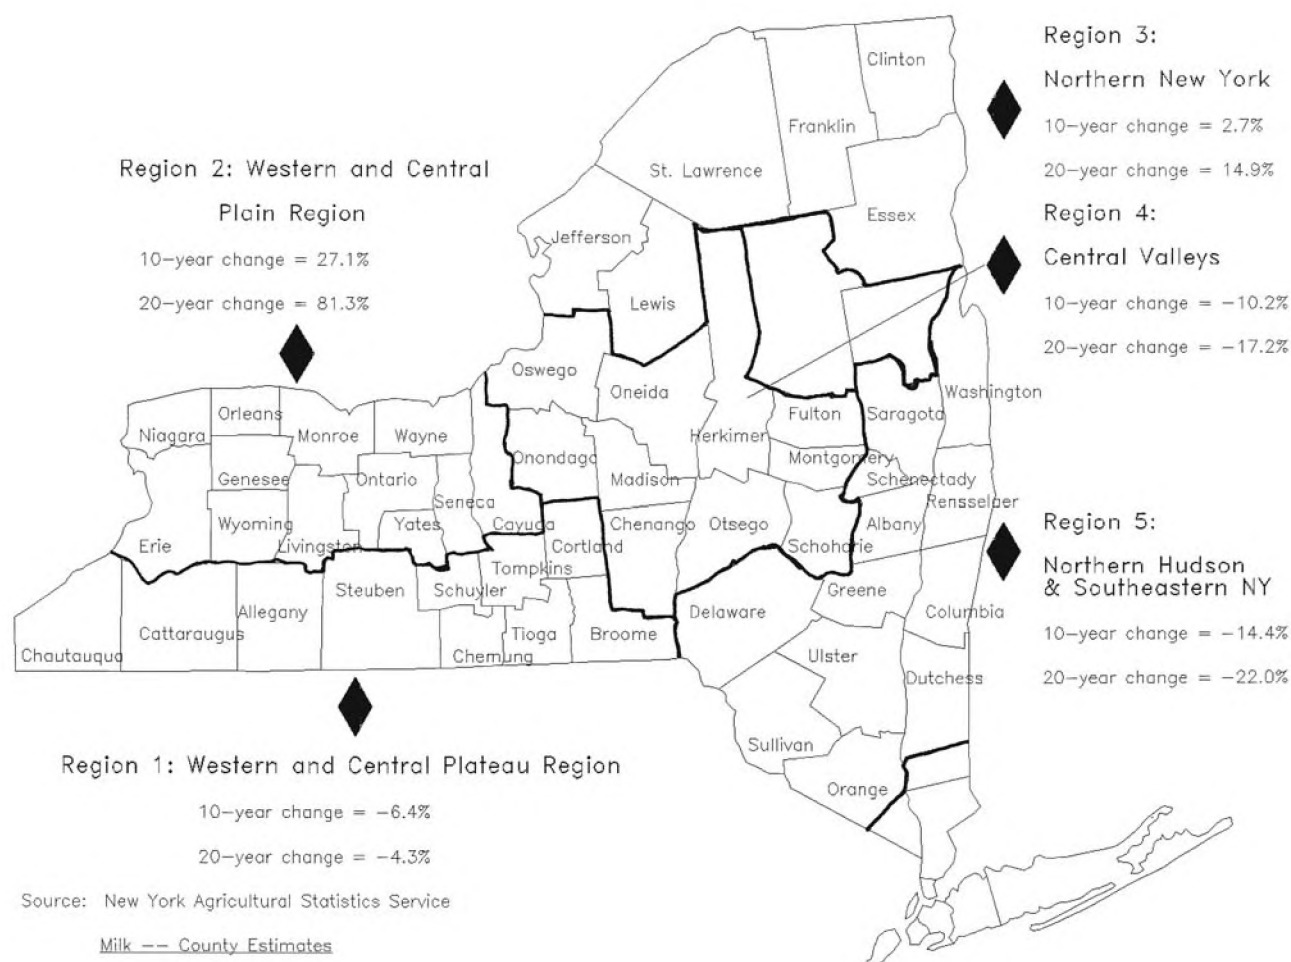 Region 3:
Northern New York
10-year change = 2.7%
20-year change = 14.9%
Region 2: Western and Central
Plain Region
10-year change = 27.1%
20-year change = 81.3%
Region 4:
Central Valleys
10-year change = -10.2%
20-year change = -17.2%
Clinton
Franklin
St. Lawrence
Essex
Jefferson
Lewis
Oswego
Oneida
Washington
Orleans
Niagara
Monroe
Wayne
Fulton
Saragota
Herkimer
Onondaga
Madison
Montgomery
Genesee
Ontario
Schenectady
Seneca
Rensselaer
Wyoming
Yates
Cayuga
Chenango
Otsego
Albany
Erie
Livingston
Cortland
Schoharie
Tompkins
Steuben
Schuyler
Greene
Allegany
Delaware
Columbia
Cattaraugus
Tioga
Broome
Chautauqua
Chemung
Ulster
Dutchess
Sullivan
Orange
Region 5:
Northern Hudson
& Southeastern NY
10-year change = -14.4%
20-year change = -22.0%
Region 1: Western and Central Plateau Region
10-year change = -6.4%
20-year change = -4.3%
Source: New York Agricultural Statistics Service
Milk -- County Estimates